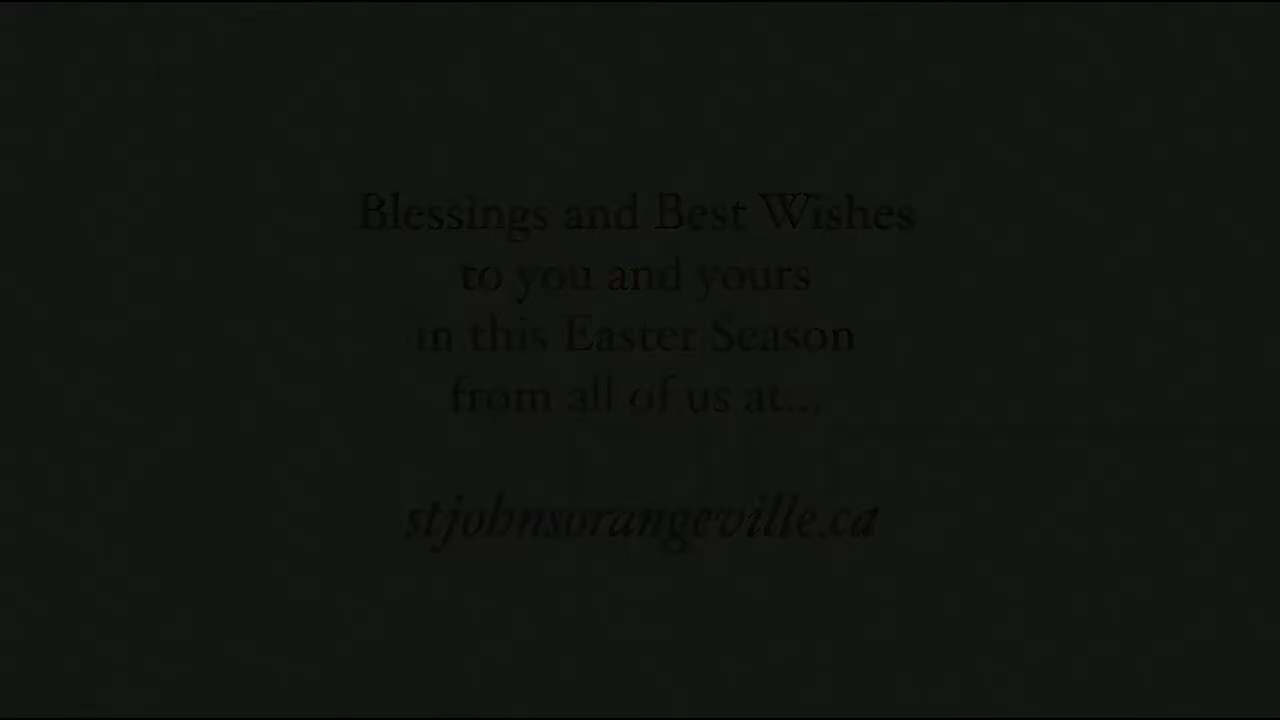 Blessings and Best Wishes
to you and yours
in this Easter Season
from all of us at...
stjohnsorangeville.ca